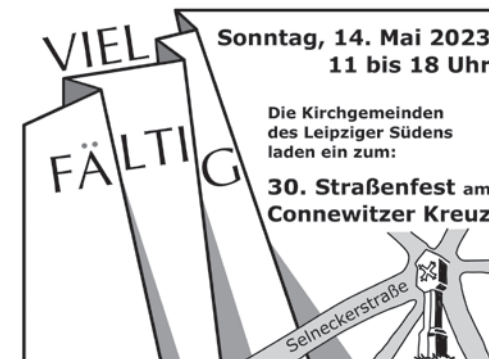 VIEL
FÄLTIG
Sonntag, 14. Mai 2023
11 bis 18 Uhr
Die Kirchgemeinden
des Leipziger Südens
laden ein zum:
30. Straßenfest am
Connewitzer Kreuz
Selneckerstraße